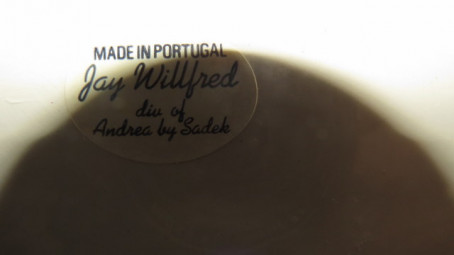 MADE IN PORTUGAL
Jay Willfred
div of
Andrea by Sadek